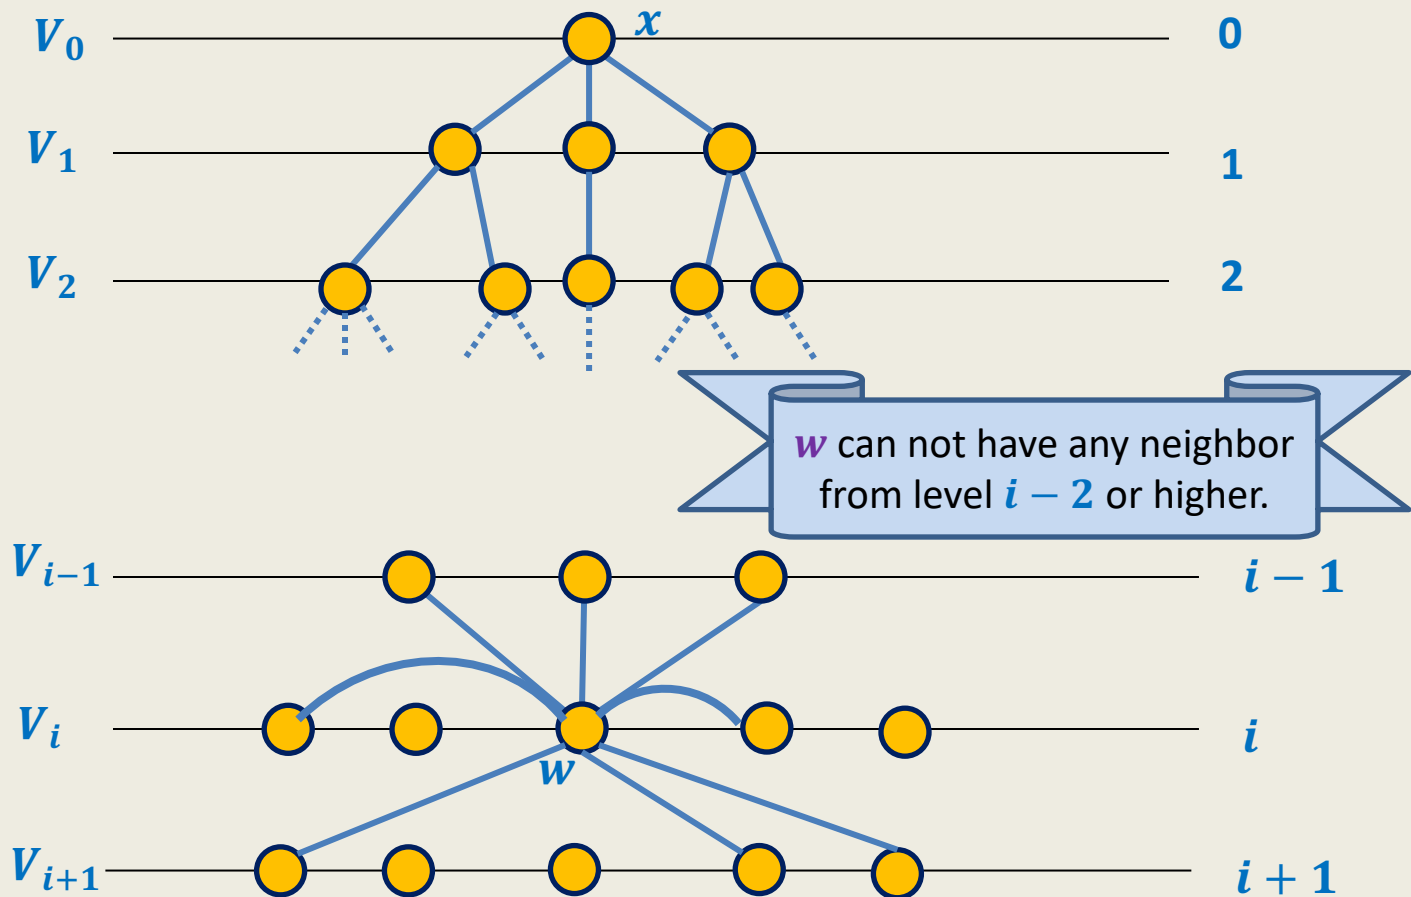 V₀ x 0
V₁ 1
V₂ 2
w can not have any neighbor
from level i − 2 or higher.
Vᵢ₋₁ i − 1
Vᵢ i
w
Vᵢ₊₁ i + 1